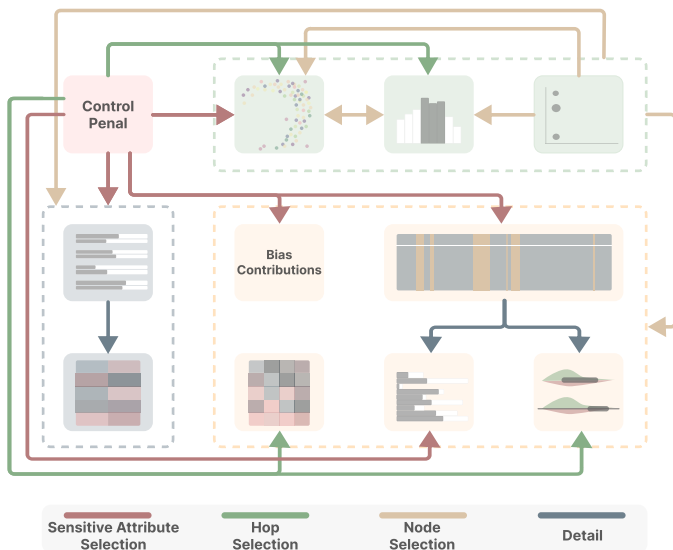 Control
Penal
Bias
Contributions
Sensitive Attribute
Selection
Hop
Selection
Node
Selection
Detail